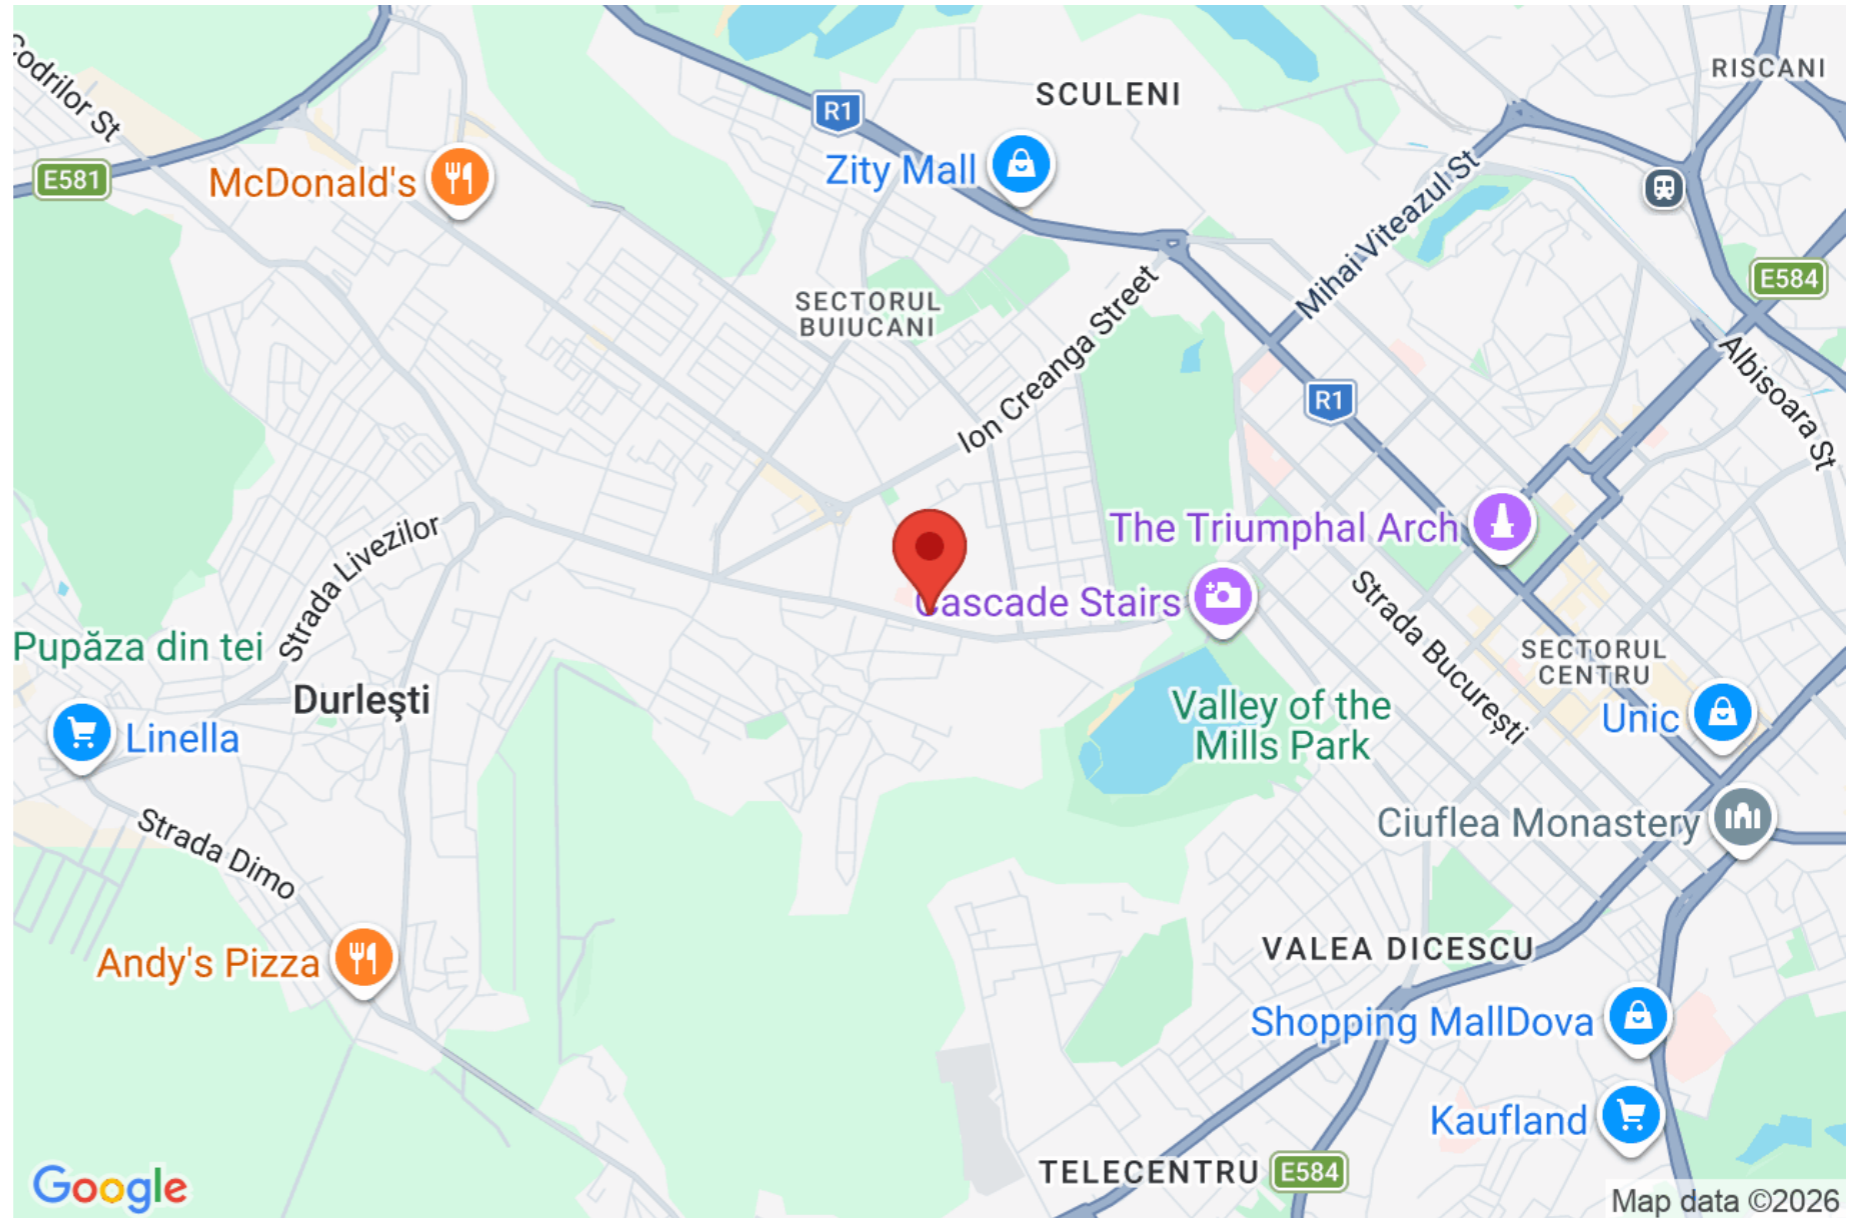 Codrilor St
RISCANI
SCULENI
R1
Zity Mall
E581
McDonald's
Mihai Viteazul St
E584
SECTORUL
BUIUCANI
Ion Creanga Street
Albisoara St
R1
The Triumphal Arch
Strada Livezilor
Cascade Stairs
Strada București
Pupăza din tei
SECTORUL
CENTRU
Durleşti
Valley of the
Mills Park
Unic
Linella
Strada Dimo
Ciuflea Monastery
VALEA DICESCU
Andy's Pizza
Shopping MallDova
Kaufland
TELECENTRU
E584
Google
Map data ©2026